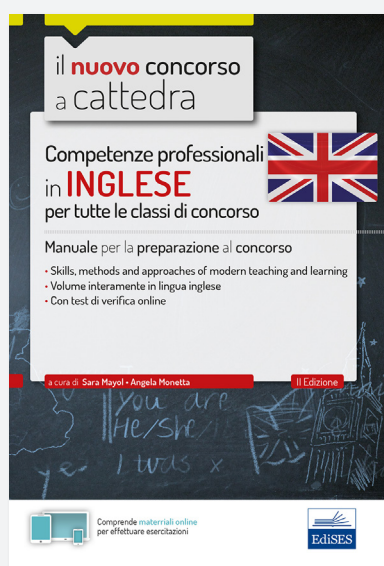 il nuovo concorso
a cattedra
Competenze professionali
in INGLESE
per tutte le classi di concorso
Manuale per la preparazione al concorso
• Skills, methods and approaches of modern teaching and learning
• Volume interamente in lingua inglese
• Con test di verifica online
a cura di Sara Mayol • Angela Monetta
II Edizione
You are
He/She
yes I was x
Comprende materiali online
per effettuare esercitazioni
EdiSES